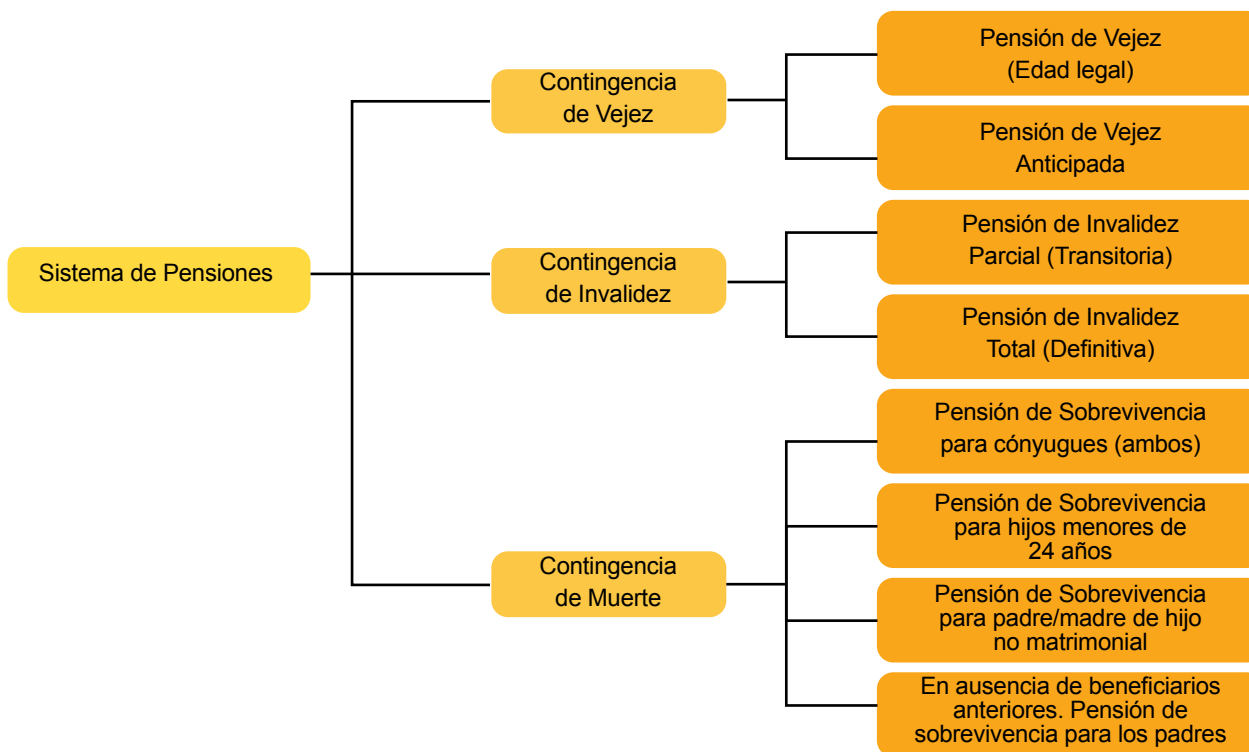 Sistema de Pensiones
Contingencia
de Vejez
Pensión de Vejez
(Edad legal)
Pensión de Vejez
Anticipada
Contingencia
de Invalidez
Pensión de Invalidez
Parcial (Transitoria)
Pensión de Invalidez
Total (Definitiva)
Contingencia
de Muerte
Pensión de Sobrevivencia
para cónyugues (ambos)
Pensión de Sobrevivencia
para hijos menores de
24 años
Pensión de Sobrevivencia
para padre/madre de hijo
no matrimonial
En ausencia de beneficiarios
anteriores. Pensión de
sobrevivencia para los padres